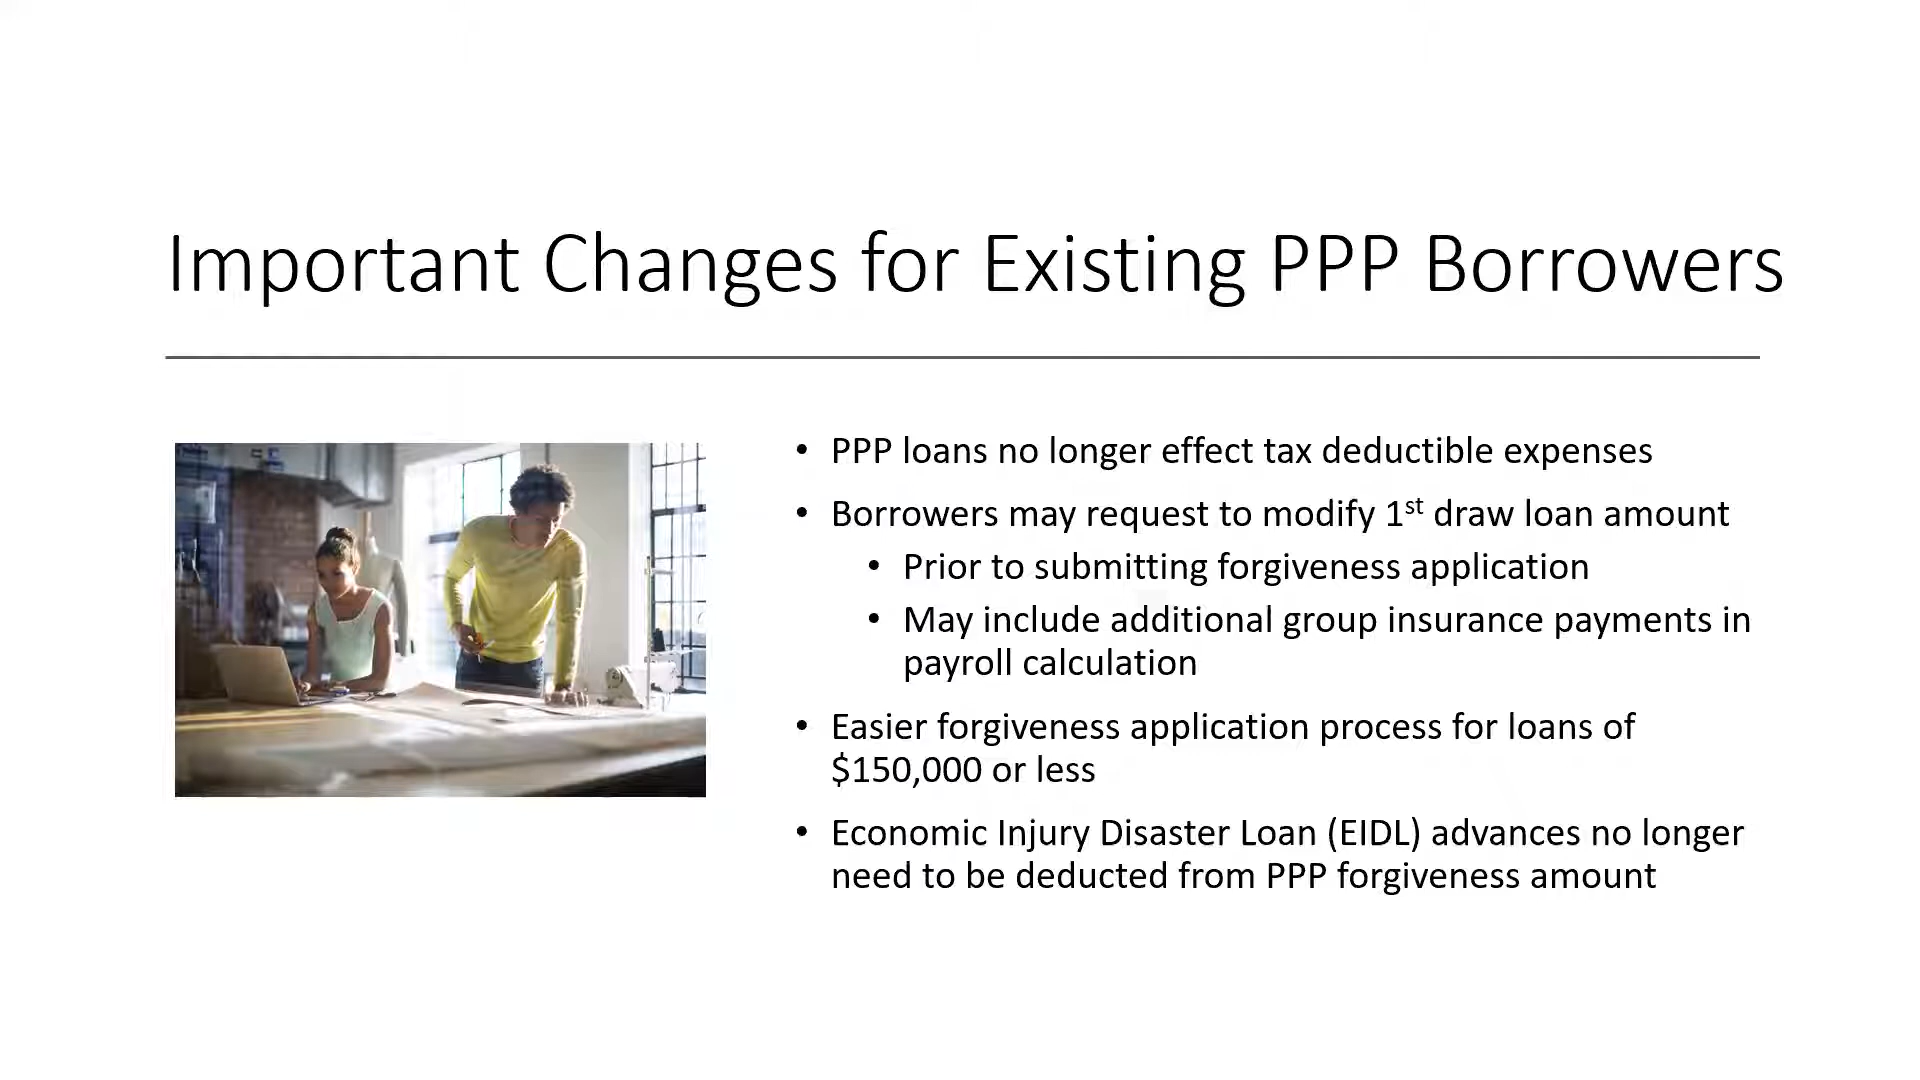 Important Changes for Existing PPP Borrowers
• PPP loans no longer effect tax deductible expenses
• Borrowers may request to modify 1st draw loan amount
• Prior to submitting forgiveness application
• May include additional group insurance payments in
payroll calculation
• Easier forgiveness application process for loans of
$150,000 or less
• Economic Injury Disaster Loan (EIDL) advances no longer
need to be deducted from PPP forgiveness amount